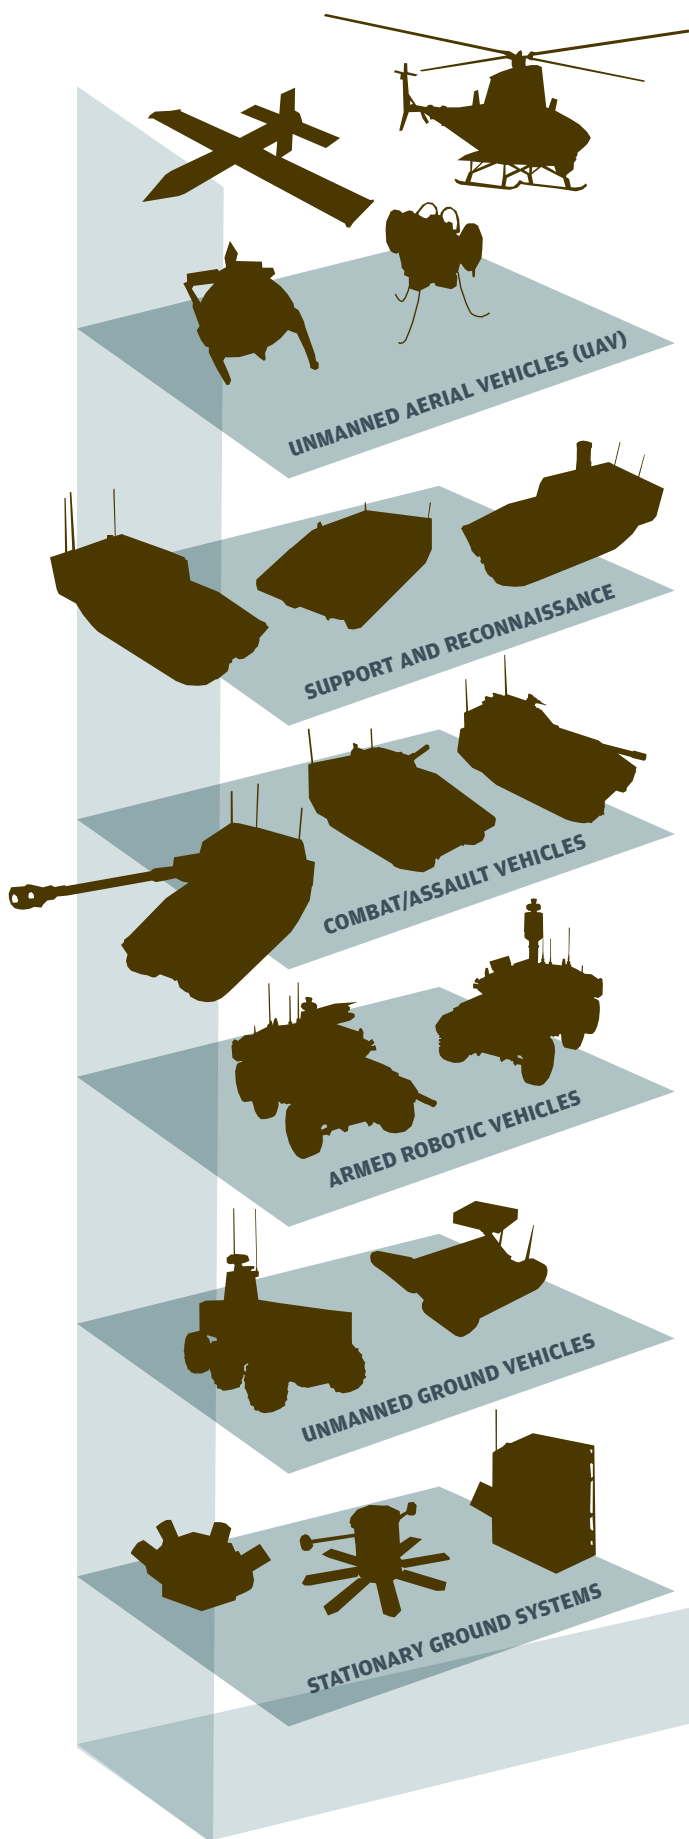 UNMANNED AERIAL VEHICLES (UAV)
SUPPORT AND RECONNAISSANCE
COMBAT/ASSAULT VEHICLES
ARMED ROBOTIC VEHICLES
UNMANNED GROUND VEHICLES
STATIONARY GROUND SYSTEMS